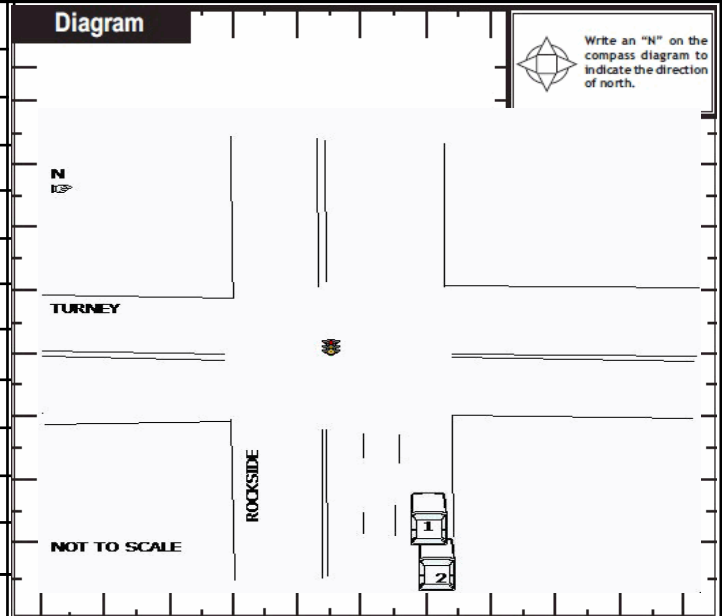 Diagram
Write an “N” on the
compass diagram to
indicate the direction
of north.
N
TURNEY
ROCKSIDE
1
NOT TO SCALE
2